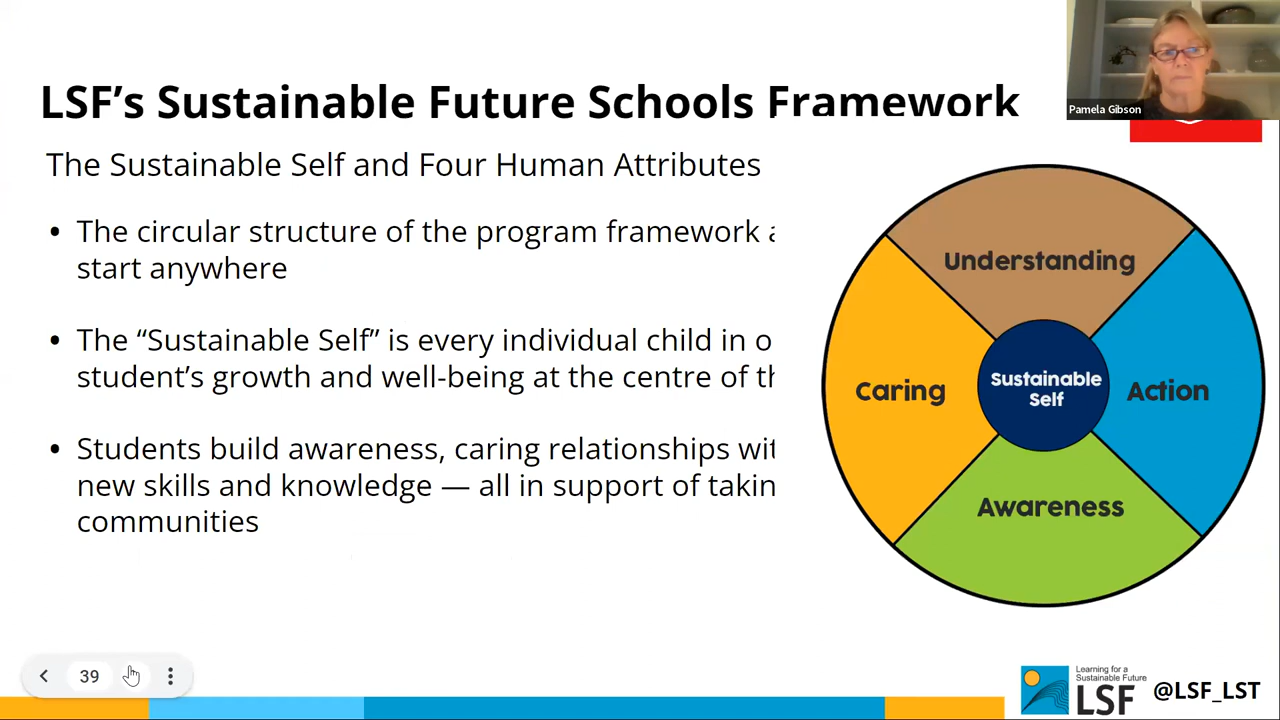 Pamela Gibson
LSF’s Sustainable Future Schools Framework
The Sustainable Self and Four Human Attributes
• The circular structure of the program framework
start anywhere
• The “Sustainable Self” is every individual child in
student’s growth and well-being at the centre of
• Students build awareness, caring relationships
new skills and knowledge — all in support of
communities
Understanding
Caring
Sustainable
Self
Action
Awareness
39
Learning for a
Sustainable Future
LSF
@LSF_LST